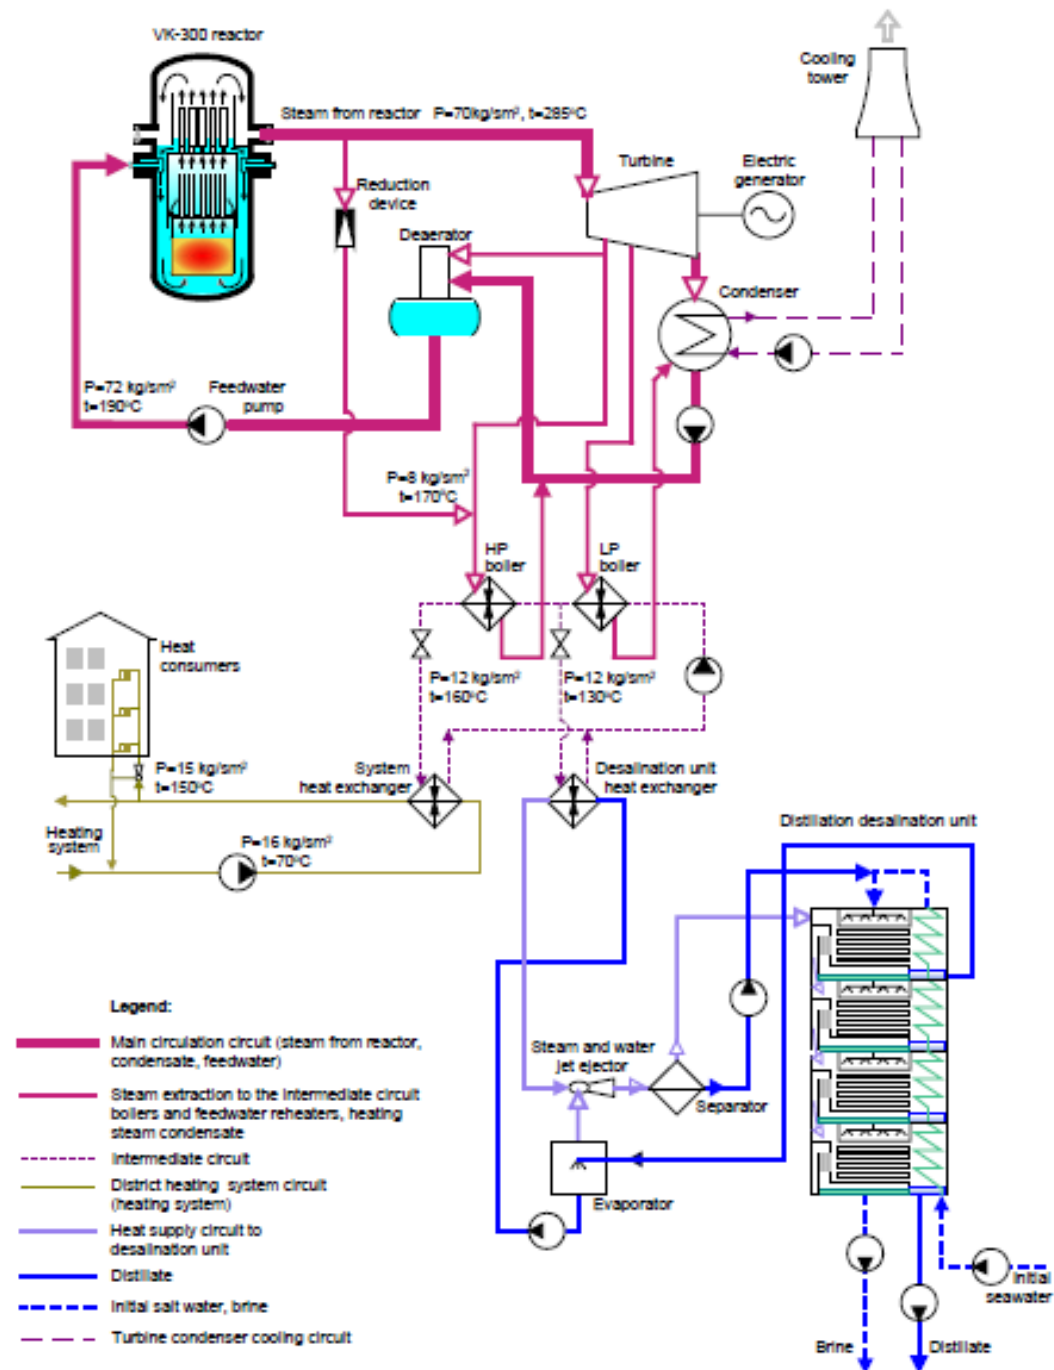 VK-300 reactor
Cooling
tower
Steam from reactor P=70kg/sm², t=285°C
Turbine
Electric
generator
Reduction
device
Deaerator
Condenser
P=72 kg/sm²
t=190°C
Feedwater
pump
P=8 kg/sm²
t=170°C
HP
boiler
LP
boiler
Heat
consumers
P=12 kg/sm²
t=160°C
P=12 kg/sm²
t=130°C
P=15 kg/sm²
t=150°C
System
heat exchanger
Desalination unit
heat exchanger
Heating
system
P=16 kg/sm²
t=70°C
Distillation desalination unit
Legend:
Main circulation circuit (steam from reactor,
condensate, feedwater)
Steam extraction to the intermediate circuit
boilers and feedwater reheaters, heating
steam condensate
Intermediate circuit
District heating system circuit
(heating system)
Heat supply circuit to
desalination unit
Distillate
Initial salt water, brine
Turbine condenser cooling circuit
Steam and water
jet ejector
Separator
Evaporator
Initial
seawater
Brine
Distillate